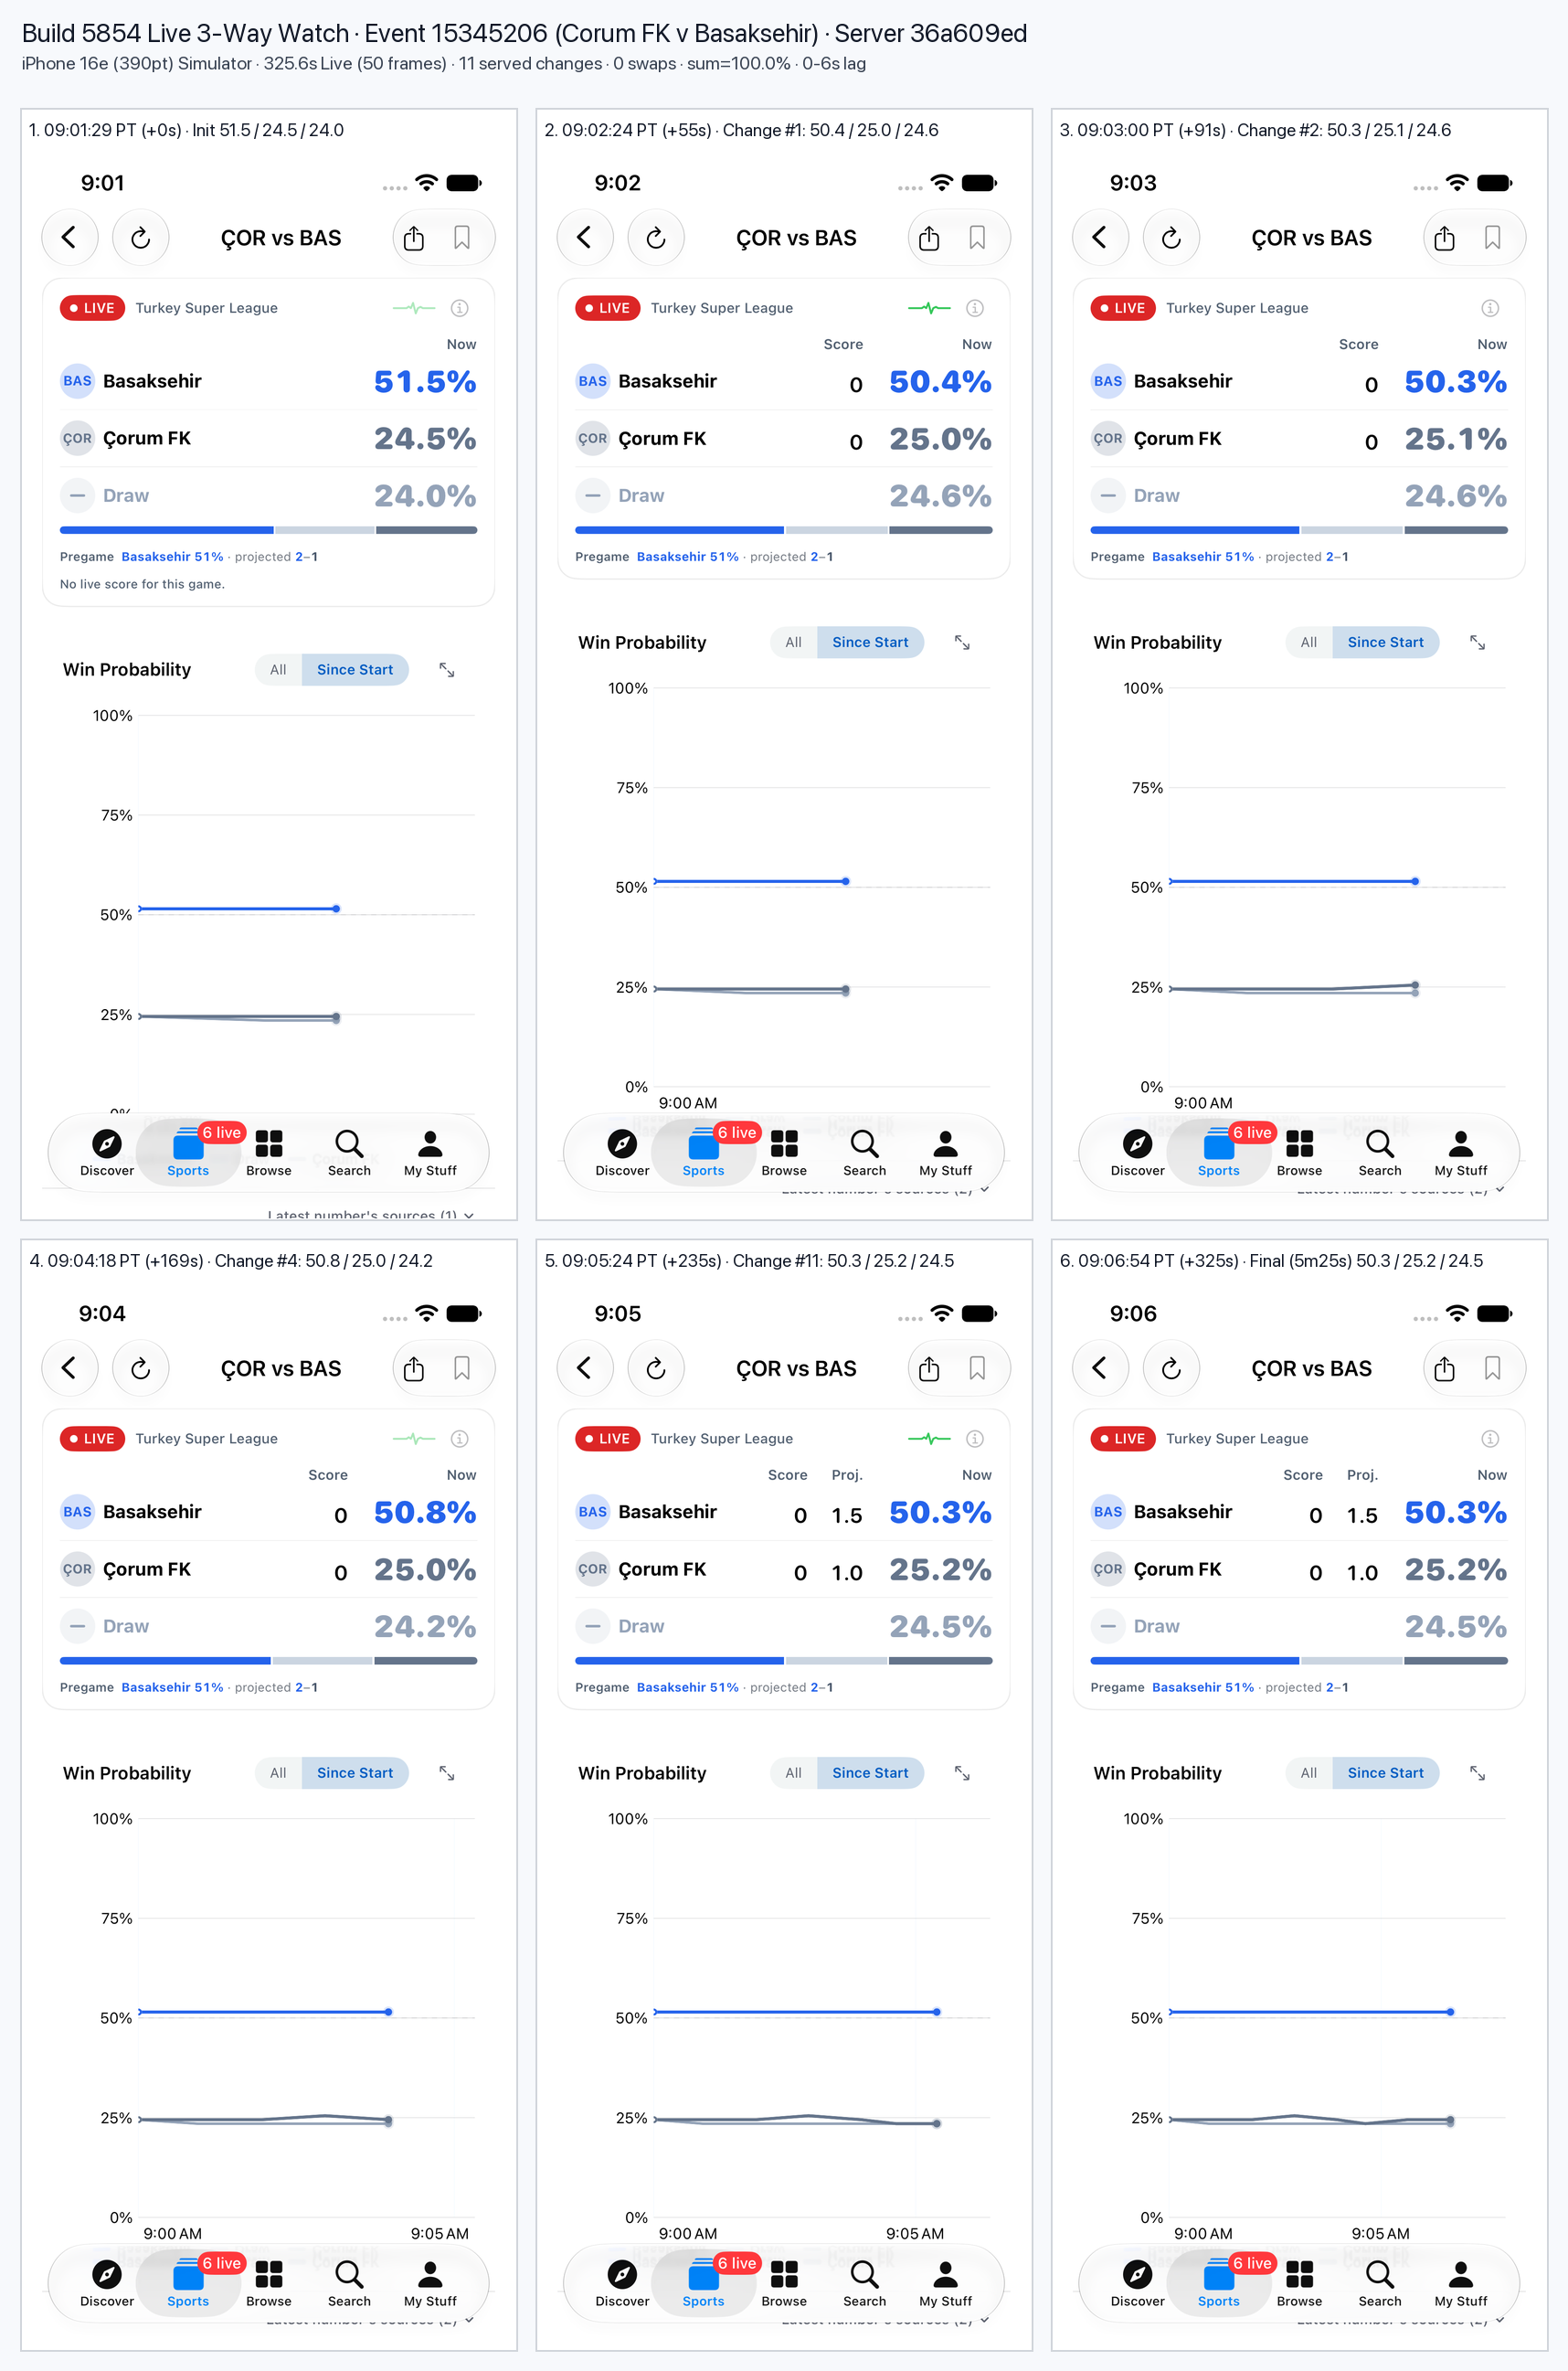 Build 5854 Live 3-Way Watch · Event 15345206 (Corum FK v Basaksehir) · Server 36a609ed
iPhone 16e (390pt) Simulator · 325.6s Live (50 frames) · 11 served changes · 0 swaps · sum=100.0% · 0-6s lag
1. 09:01:29 PT (+0s) · Init 51.5 / 24.5 / 24.0
9:01
ÇOR vs BAS
LIVE Turkey Super League
Now
BAS Basaksehir 51.5%
ÇOR Çorum FK 24.5%
Draw 24.0%
Pregame Basaksehir 51% · projected 2–1
No live score for this game.
Win Probability All Since Start
100%
75%
50%
25%
0%
6 live
Discover Sports Browse Search My Stuff
Latest number's sources (1)
2. 09:02:24 PT (+55s) · Change #1: 50.4 / 25.0 / 24.6
9:02
ÇOR vs BAS
LIVE Turkey Super League
Score Now
BAS Basaksehir 0 50.4%
ÇOR Çorum FK 0 25.0%
Draw 24.6%
Pregame Basaksehir 51% · projected 2–1
Win Probability All Since Start
100%
75%
50%
25%
0%
9:00 AM
6 live
Discover Sports Browse Search My Stuff
Latest number's sources (2)
3. 09:03:00 PT (+91s) · Change #2: 50.3 / 25.1 / 24.6
9:03
ÇOR vs BAS
LIVE Turkey Super League
Score Now
BAS Basaksehir 0 50.3%
ÇOR Çorum FK 0 25.1%
Draw 24.6%
Pregame Basaksehir 51% · projected 2–1
Win Probability All Since Start
100%
75%
50%
25%
0%
9:00 AM
6 live
Discover Sports Browse Search My Stuff
Latest number's sources (2)
4. 09:04:18 PT (+169s) · Change #4: 50.8 / 25.0 / 24.2
9:04
ÇOR vs BAS
LIVE Turkey Super League
Score Now
BAS Basaksehir 0 50.8%
ÇOR Çorum FK 0 25.0%
Draw 24.2%
Pregame Basaksehir 51% · projected 2–1
Win Probability All Since Start
100%
75%
50%
25%
0%
9:00 AM 9:05 AM
6 live
Discover Sports Browse Search My Stuff
Latest number's sources (2)
5. 09:05:24 PT (+235s) · Change #11: 50.3 / 25.2 / 24.5
9:05
ÇOR vs BAS
LIVE Turkey Super League
Score Proj. Now
BAS Basaksehir 0 1.5 50.3%
ÇOR Çorum FK 0 1.0 25.2%
Draw 24.5%
Pregame Basaksehir 51% · projected 2–1
Win Probability All Since Start
100%
75%
50%
25%
0%
9:00 AM 9:05 AM
6 live
Discover Sports Browse Search My Stuff
Latest number's sources (2)
6. 09:06:54 PT (+325s) · Final (5m25s) 50.3 / 25.2 / 24.5
9:06
ÇOR vs BAS
LIVE Turkey Super League
Score Proj. Now
BAS Basaksehir 0 1.5 50.3%
ÇOR Çorum FK 0 1.0 25.2%
Draw 24.5%
Pregame Basaksehir 51% · projected 2–1
Win Probability All Since Start
100%
75%
50%
25%
0%
9:00 AM 9:05 AM
6 live
Discover Sports Browse Search My Stuff
Latest number's sources (2)